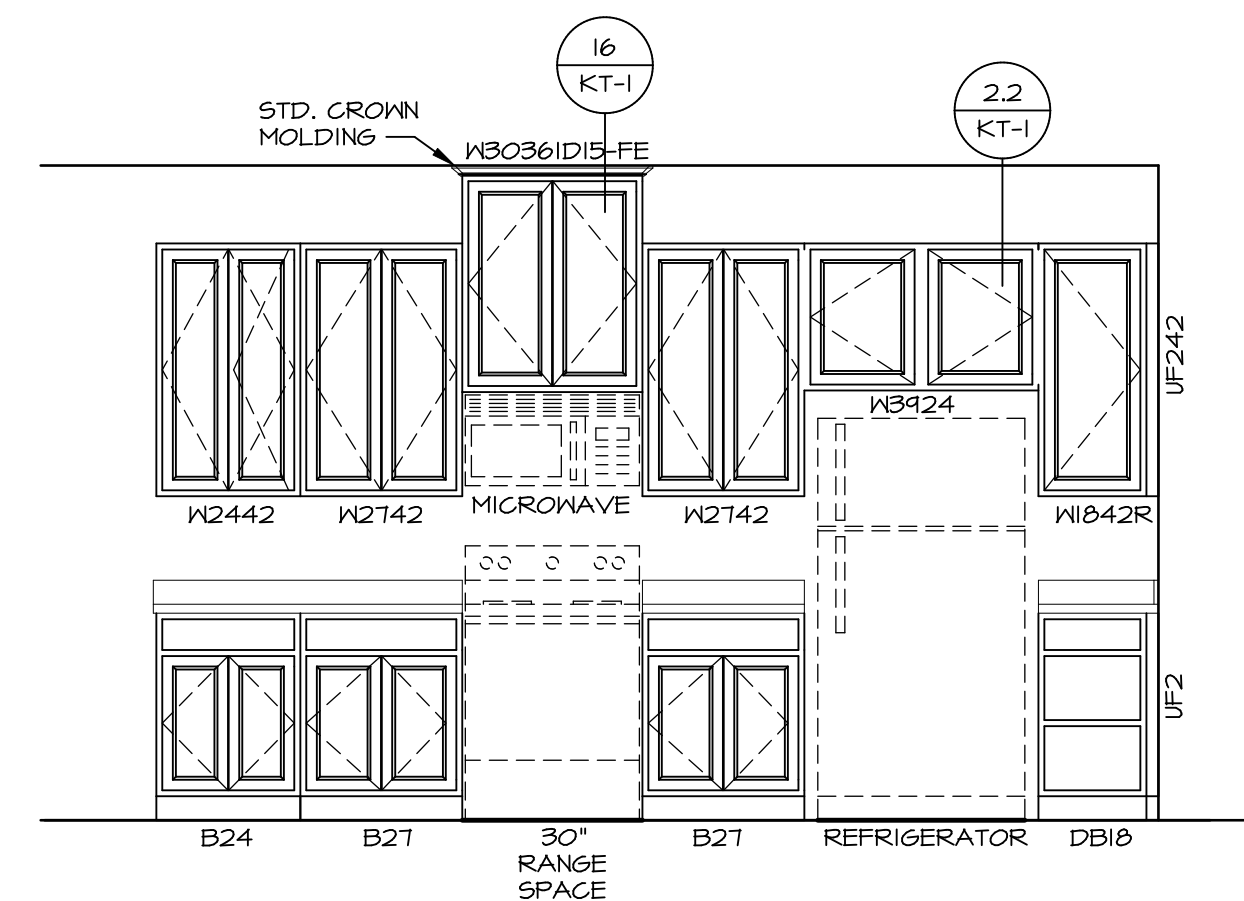 16
KT-1
2.2
KT-1
STD. CROWN
MOLDING
W30361D15-FE
UF242
W3924
W2442
W2742
MICROWAVE
W2742
W1842R
UF2
B24
B27
30"
RANGE
SPACE
B27
REFRIGERATOR
DB18